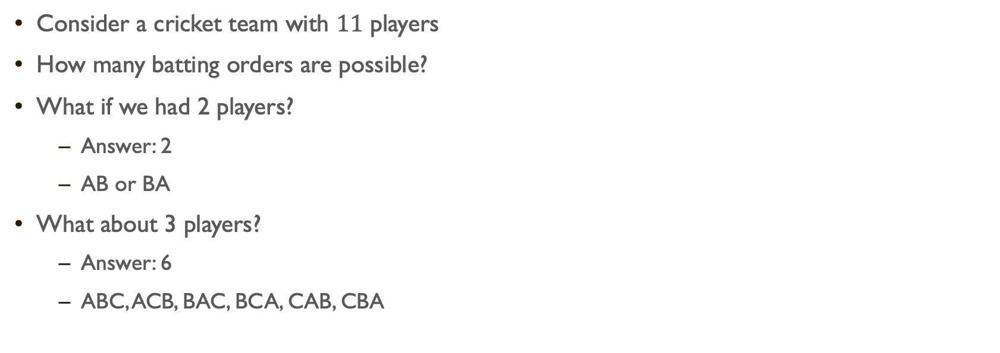 • Consider a cricket team with 11 players
• How many batting orders are possible?
• What if we had 2 players?
– Answer: 2
– AB or BA
• What about 3 players?
– Answer: 6
– ABC, ACB, BAC, BCA, CAB, CBA